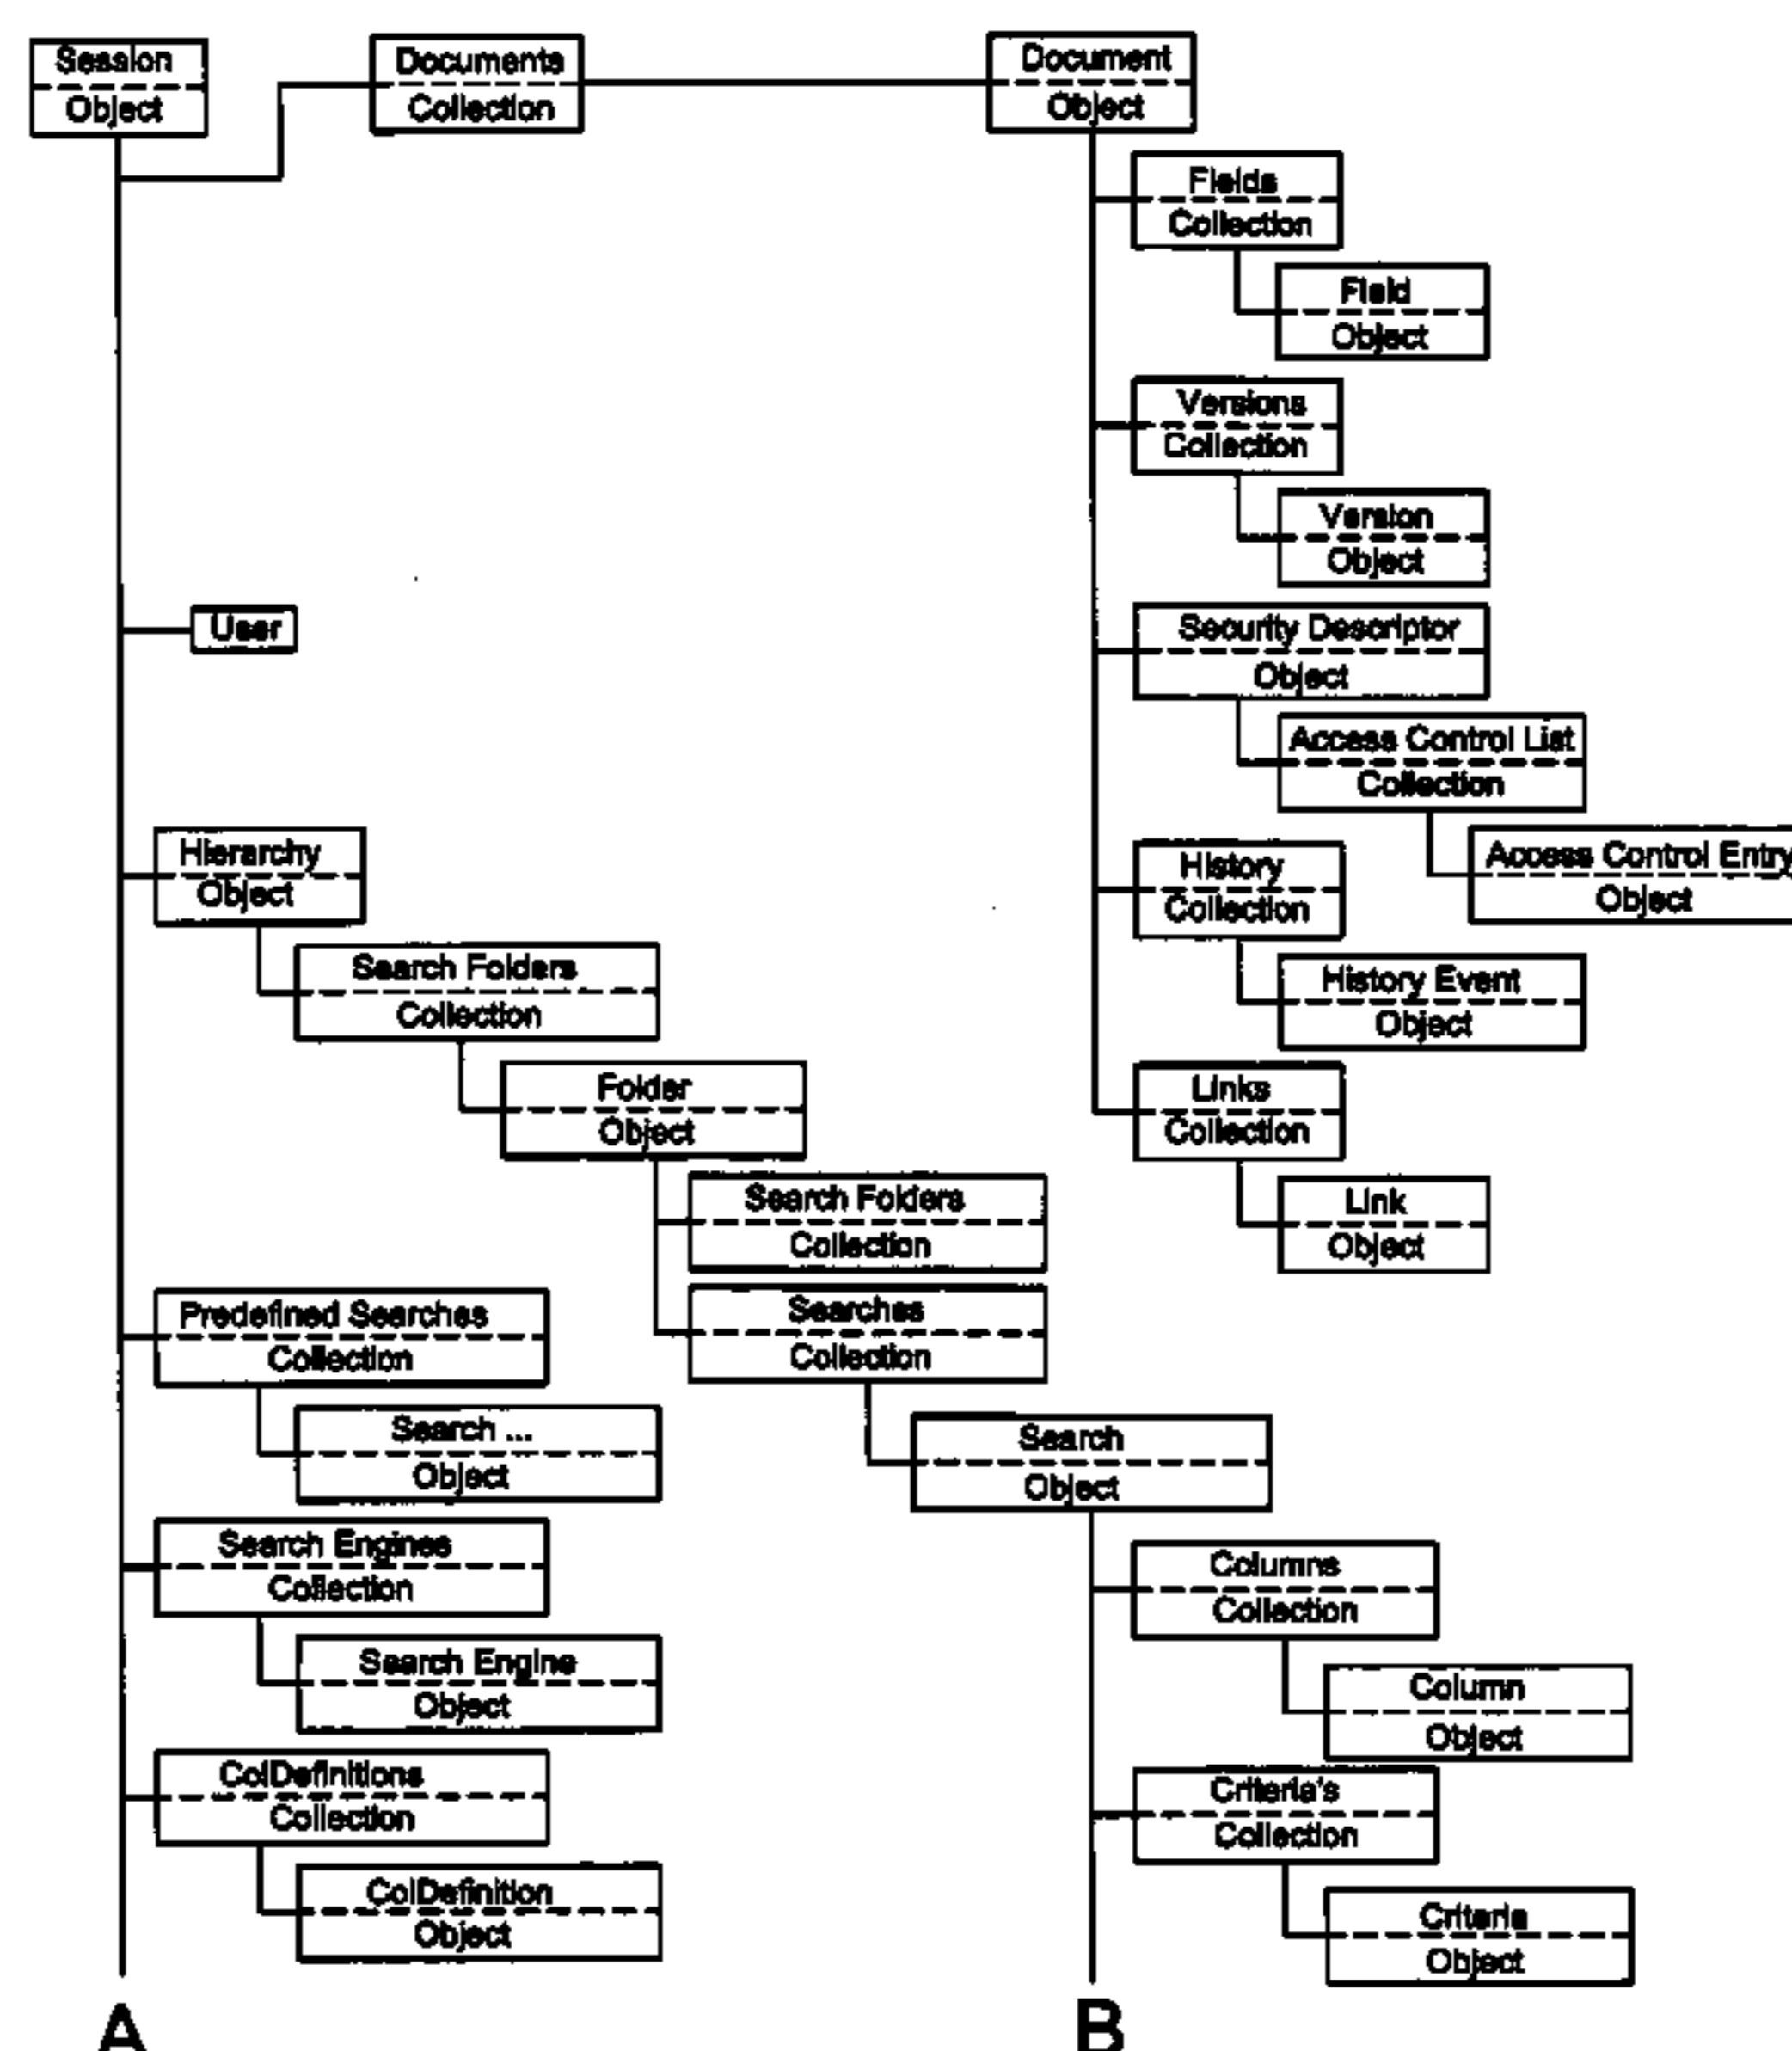 Session
Object
Documents
Collection
Document
Object
Fields
Collection
Field
Object
Versions
Collection
Version
Object
User
Security Descriptor
Object
Access Control List
Collection
Access Control Entry
Object
Hierarchy
Object
History
Collection
Search Folders
Collection
History Event
Object
Folder
Object
Links
Collection
Search Folders
Collection
Link
Object
Predefined Searches
Collection
Searches
Collection
Search ...
Object
Search
Object
Search Engines
Collection
Columns
Collection
Search Engine
Object
Column
Object
ColDefinitions
Collection
Criteria's
Collection
ColDefinition
Object
Criteria
Object
A
B